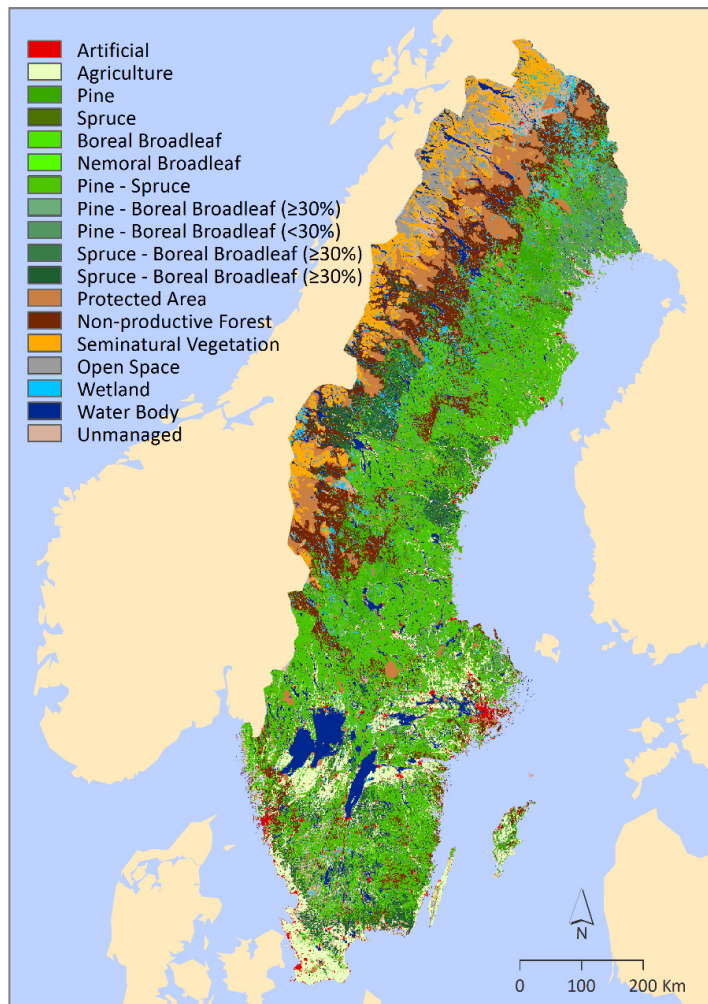 Artificial
Agriculture
Pine
Spruce
Boreal Broadleaf
Nemoral Broadleaf
Pine - Spruce
Pine - Boreal Broadleaf (≥30%)
Pine - Boreal Broadleaf (<30%)
Spruce - Boreal Broadleaf (≥30%)
Spruce - Boreal Broadleaf (≥30%)
Protected Area
Non-productive Forest
Seminatural Vegetation
Open Space
Wetland
Water Body
Unmanaged
N
0 100 200 Km